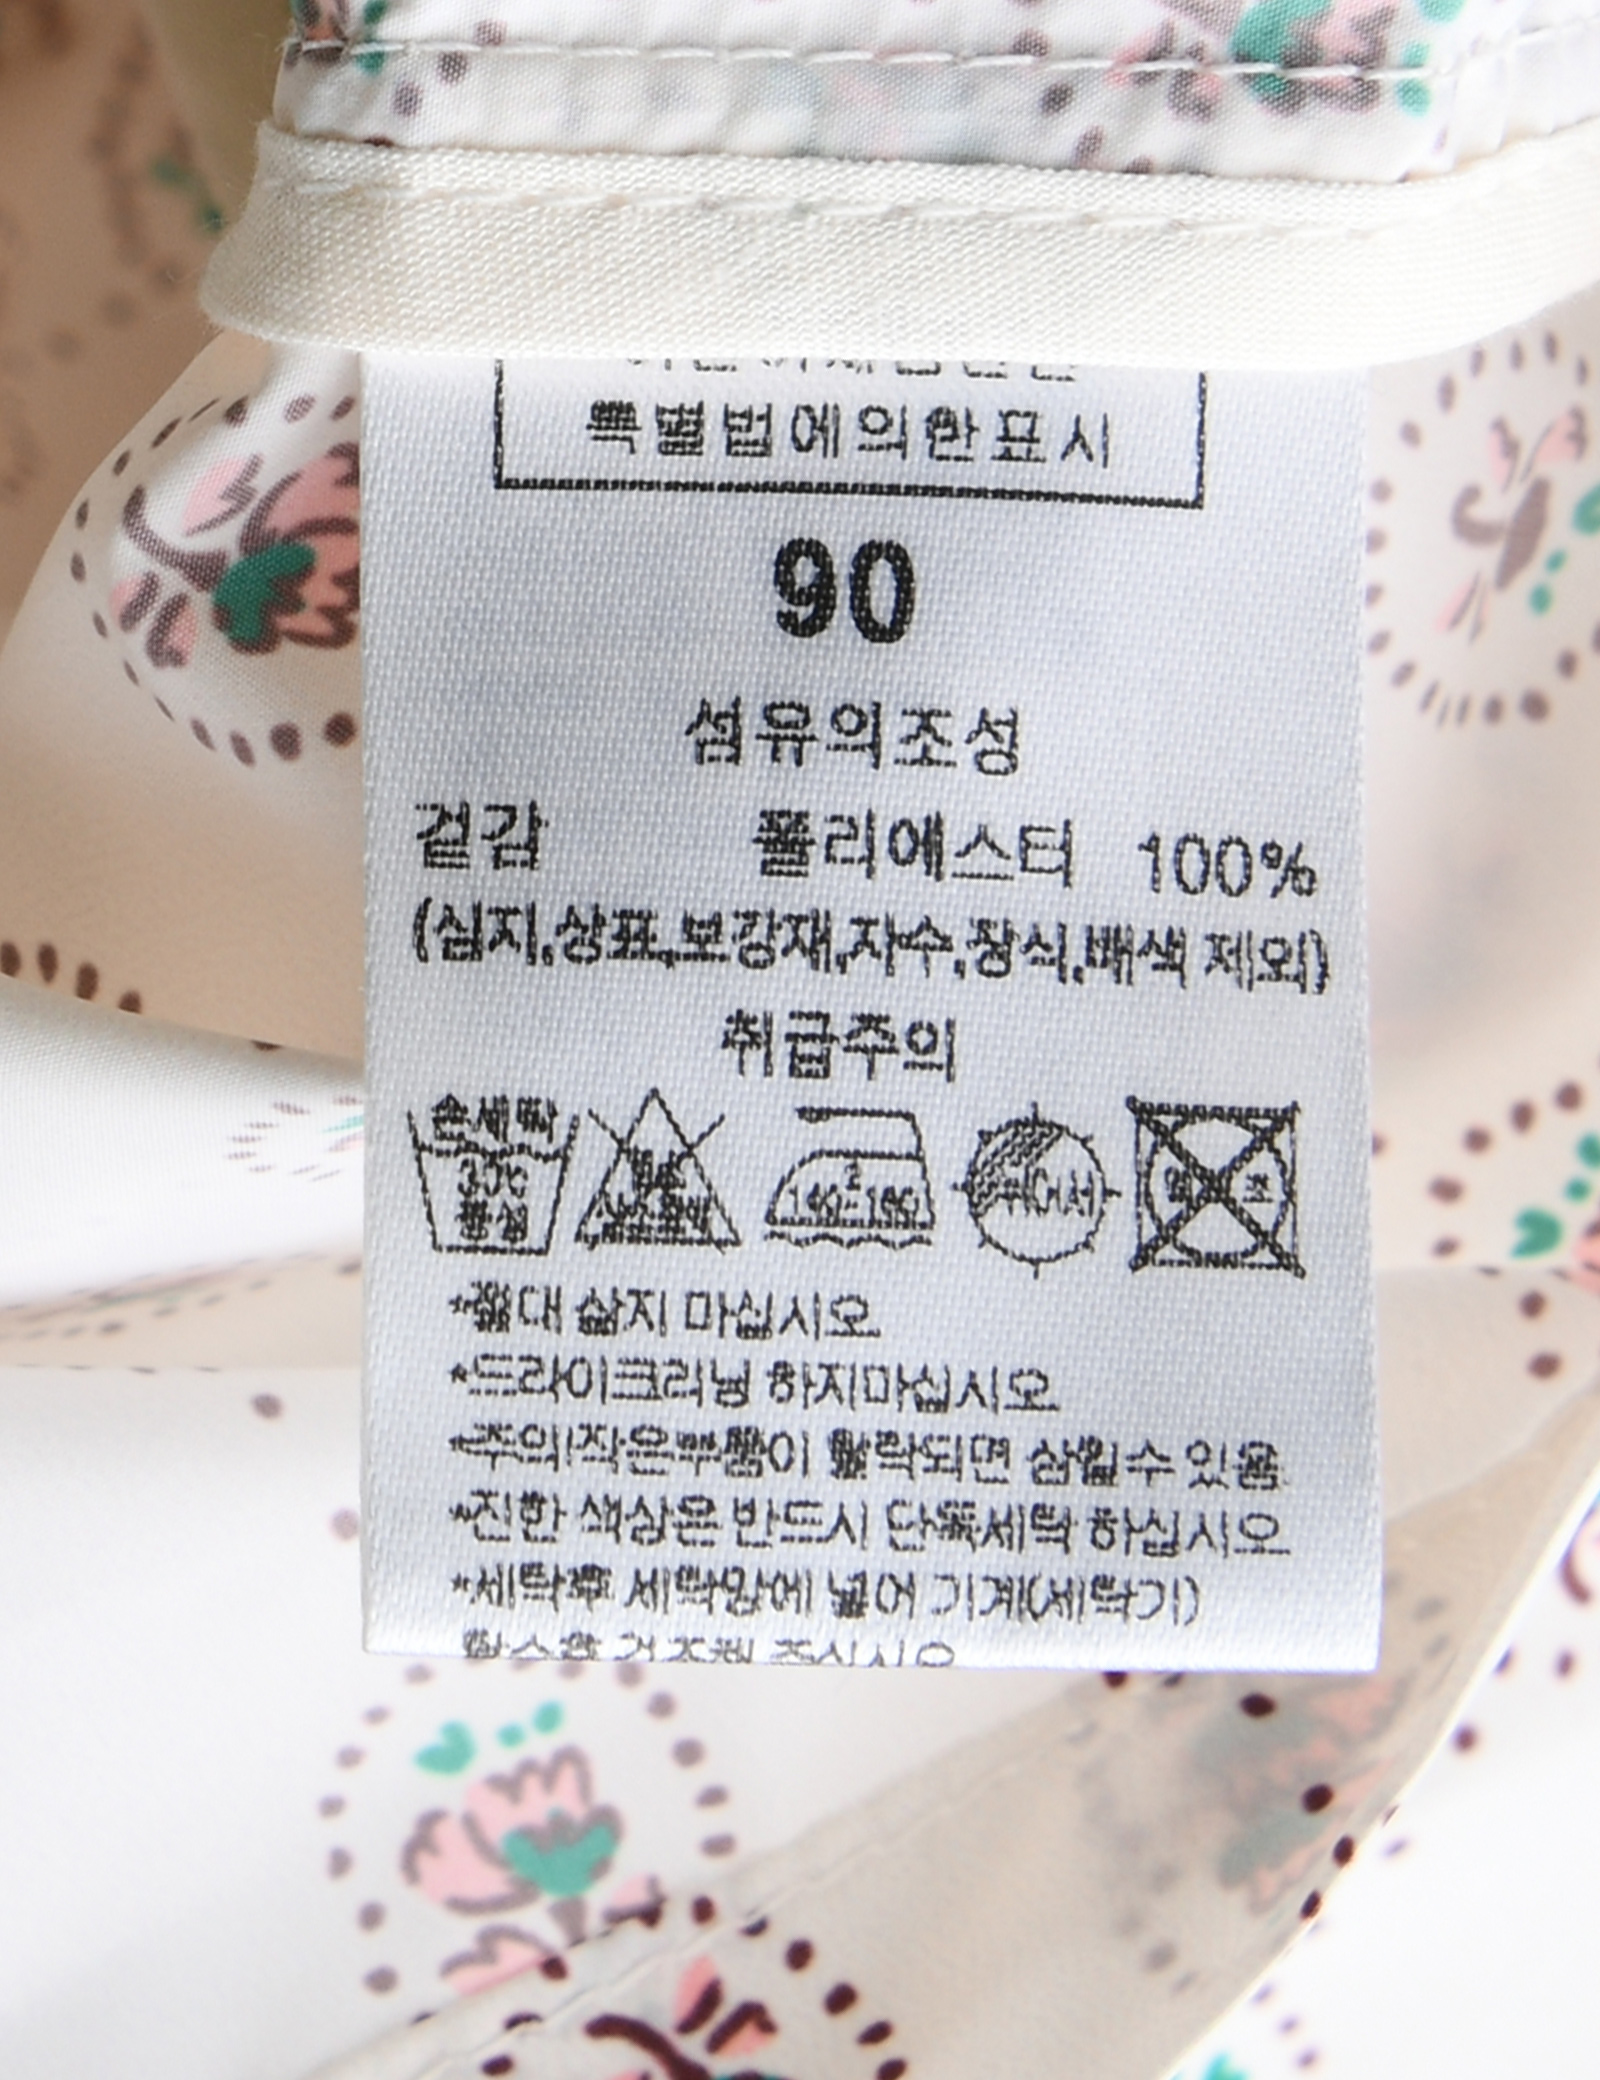 특별법에의한표시
90
섬유의조성
겉감 폴리에스터 100%
(심지,상표,보강재,자수,장식,배색 제외)
취급주의
손세탁
30℃
중성
2
140-160
뉘어서
*절대 삶지 마십시오
*드라이크리닝 하지마십시오
*주의!작은부품이 탈락되면 삼킬수 있음
*진한 색상은 반드시 단독세탁 하십시오
*세탁후 세탁망에 넣어 기계(세탁기)